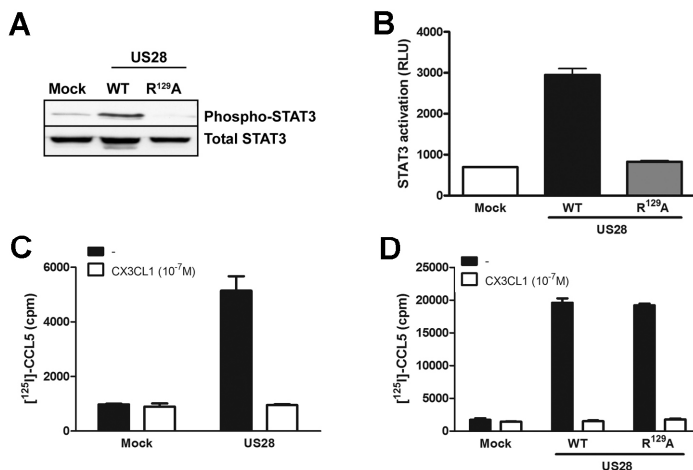 A
US28
Mock WT R¹²⁹A
Phospho-STAT3
Total STAT3
B
STAT3 activation (RLU)
4000
3000
2000
1000
0
Mock WT R¹²⁹A
US28
C
-
CX3CL1 (10⁻⁷M)
[¹²⁵I]-CCL5 (cpm)
6000
4000
2000
0
Mock US28
D
-
CX3CL1 (10⁻⁷M)
[¹²⁵I]-CCL5 (cpm)
25000
20000
15000
10000
5000
0
Mock WT R¹²⁹A
US28